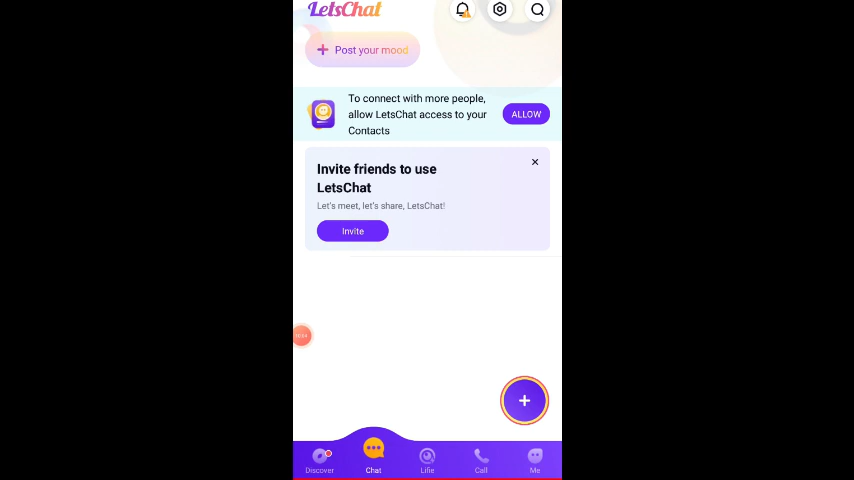 LetsChat
Post your mood
To connect with more people,
allow LetsChat access to your
Contacts
ALLOW
Invite friends to use
LetsChat
Let's meet, let's share, LetsChat!
Invite
Discover
Chat
Life
Call
Me